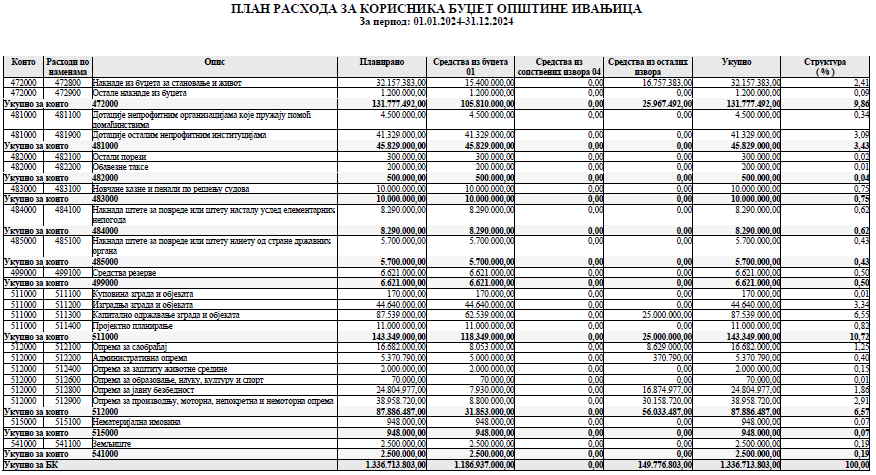 ПЛАН РАСХОДА ЗА КОРИСНИКА БУЏЕТ ОПШТИНЕ ИВАЊИЦА
За период: 01.01.2024-31.12.2024
Конто Расходи по наменама Опис Планирано Средства из буџета 01 Средства из сопствених извора 04 Средства из осталих извора Укупно Структура ( % )
472000 472800 Накнаде из буџета за становање и живот 32.157.383,00 15.400.000,00 0,00 16.757.383,00 32.157.383,00 2,41
472000 472900 Остале накнаде из буџета 1.200.000,00 1.200.000,00 0,00 0,00 1.200.000,00 0,09
Укупно за конто 472000 131.777.492,00 105.810.000,00 0,00 25.967.492,00 131.777.492,00 9,86
481000 481100 Дотације непрофитним организацијама које пружају помоћ 4.500.000,00 4.500.000,00 0,00 0,00 4.500.000,00 0,34
домаћинствима
481000 481900 Дотације осталим непрофитним институцијама 41.329.000,00 41.329.000,00 0,00 0,00 41.329.000,00 3,09
Укупно за конто 481000 45.829.000,00 45.829.000,00 0,00 0,00 45.829.000,00 3,43
482000 482100 Остали порези 300.000,00 300.000,00 0,00 0,00 300.000,00 0,02
482000 482200 Обавезне таксе 200.000,00 200.000,00 0,00 0,00 200.000,00 0,01
Укупно за конто 482000 500.000,00 500.000,00 0,00 0,00 500.000,00 0,04
483000 483100 Новчане казне и пенали по решењу судова 10.000.000,00 10.000.000,00 0,00 0,00 10.000.000,00 0,75
Укупно за конто 483000 10.000.000,00 10.000.000,00 0,00 0,00 10.000.000,00 0,75
484000 484100 Накнада штете за повреде или штету насталу услед елементарних 8.290.000,00 8.290.000,00 0,00 0,00 8.290.000,00 0,62
непогода
Укупно за конто 484000 8.290.000,00 8.290.000,00 0,00 0,00 8.290.000,00 0,62
485000 485100 Накнада штете за повреде или штету нанету од стране државних 5.700.000,00 5.700.000,00 0,00 0,00 5.700.000,00 0,43
органа
Укупно за конто 485000 5.700.000,00 5.700.000,00 0,00 0,00 5.700.000,00 0,43
499000 499100 Средства резерве 6.621.000,00 6.621.000,00 0,00 0,00 6.621.000,00 0,50
Укупно за конто 499000 6.621.000,00 6.621.000,00 0,00 0,00 6.621.000,00 0,50
511000 511100 Куповина зграда и објеката 170.000,00 170.000,00 0,00 0,00 170.000,00 0,01
511000 511200 Изградња зграда и објеката 44.640.000,00 44.640.000,00 0,00 0,00 44.640.000,00 3,34
511000 511300 Капитално одржавање зграда и објеката 87.539.000,00 62.539.000,00 0,00 25.000.000,00 87.539.000,00 6,55
511000 511400 Пројектно планирање 11.000.000,00 11.000.000,00 0,00 0,00 11.000.000,00 0,82
Укупно за конто 511000 143.349.000,00 118.349.000,00 0,00 25.000.000,00 143.349.000,00 10,72
512000 512100 Опрема за саобраћај 16.682.000,00 8.053.000,00 0,00 8.629.000,00 16.682.000,00 1,25
512000 512200 Административна опрема 5.370.790,00 5.000.000,00 0,00 370.790,00 5.370.790,00 0,40
512000 512400 Опрема за заштиту животне средине 2.000.000,00 2.000.000,00 0,00 0,00 2.000.000,00 0,15
512000 512600 Опрема за образовање, науку, културу и спорт 70.000,00 70.000,00 0,00 0,00 70.000,00 0,01
512000 512800 Опрема за јавну безбедност 24.804.977,00 7.930.000,00 0,00 16.874.977,00 24.804.977,00 1,86
512000 512900 Опрема за производњу, моторна, непокретна и немоторна опрема 38.958.720,00 8.800.000,00 0,00 30.158.720,00 38.958.720,00 2,91
Укупно за конто 512000 87.886.487,00 31.853.000,00 0,00 56.033.487,00 87.886.487,00 6,57
515000 515100 Нематеријална имовина 948.000,00 948.000,00 0,00 0,00 948.000,00 0,07
Укупно за конто 515000 948.000,00 948.000,00 0,00 0,00 948.000,00 0,07
541000 541100 Земљиште 2.500.000,00 2.500.000,00 0,00 0,00 2.500.000,00 0,19
Укупно за конто 541000 2.500.000,00 2.500.000,00 0,00 0,00 2.500.000,00 0,19
Укупно за БК 1.336.713.803,00 1.186.937.000,00 0,00 149.776.803,00 1.336.713.803,00 100,00